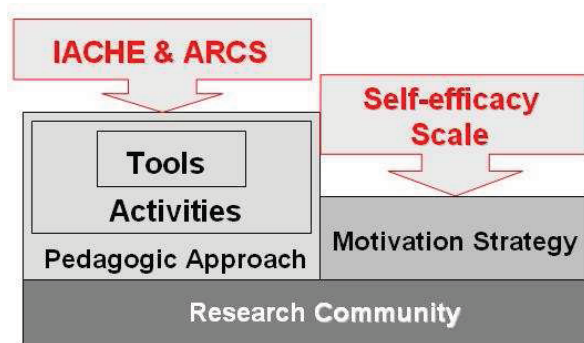 IACHE & ARCS
Self-efficacy
Scale
Tools
Activities
Pedagogic Approach
Motivation Strategy
Research Community